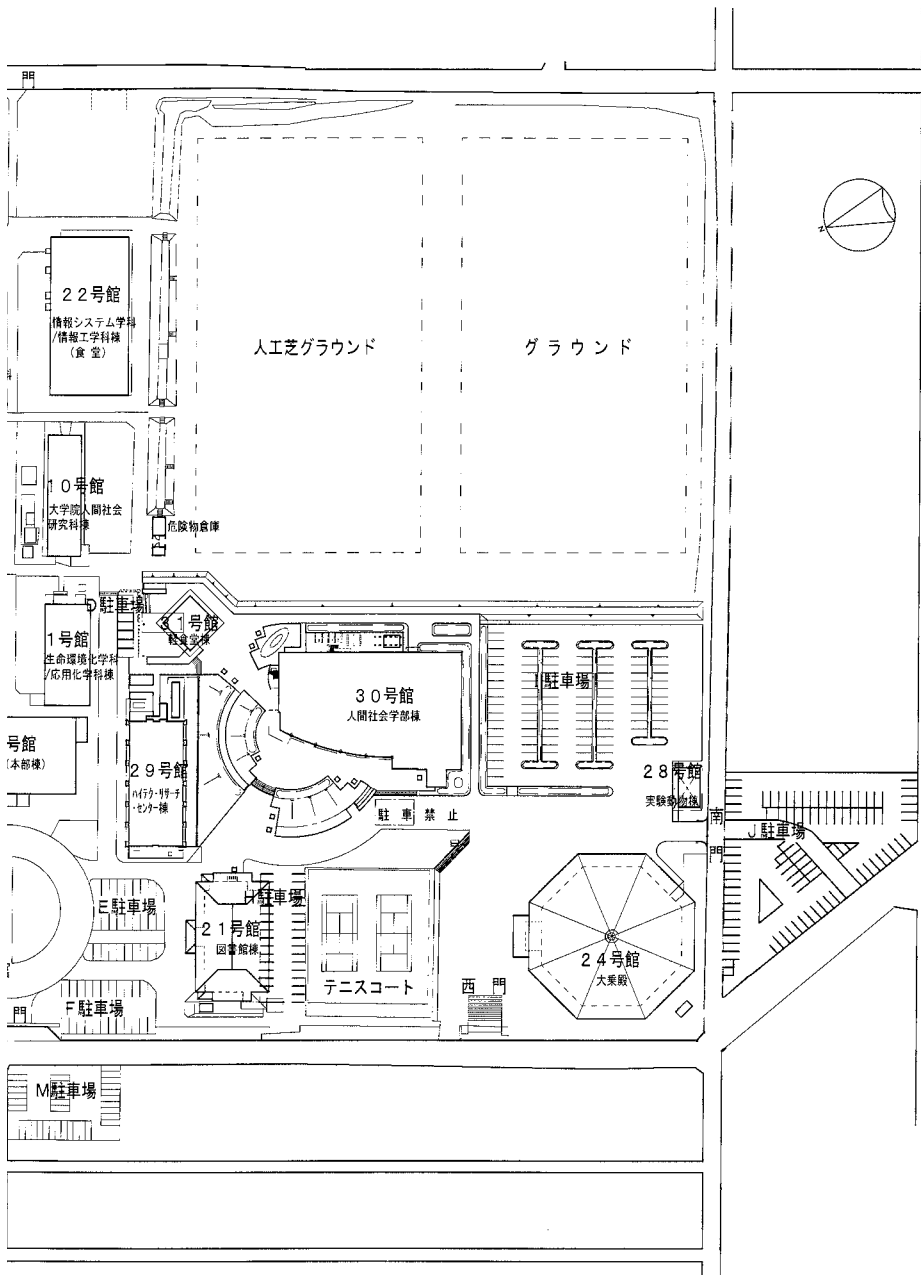 門
22号館
情報システム学科
/情報工学科棟
(食 堂)
人工芝グラウンド
グ ラ ウ ン ド
N
10号館
大学院人間社会
研究科棟
危険物倉庫
D駐車場
31号館
軽食堂棟
1号館
生命環境化学科
/応用化学科棟
30号館
人間社会学部棟
I駐車場
号館
(本部棟)
29号館
ハイテク・リサーチ
・センター棟
28号館
実験動物棟
駐 車 禁 止
南
門
J駐車場
E駐車場
H駐車場
21号館
図書館棟
24号館
大乗殿
テニスコート
西 門
F駐車場
門
M駐車場